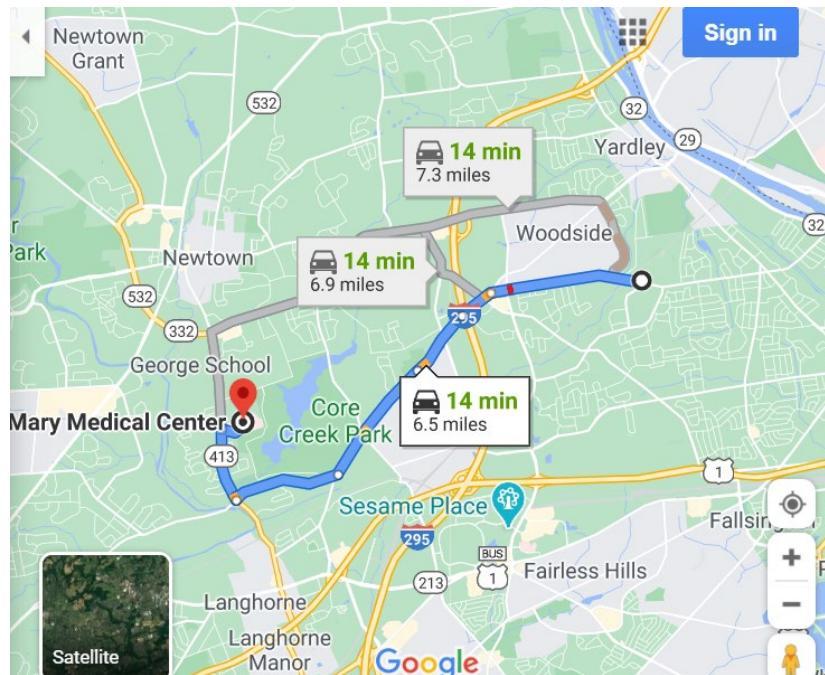 Newtown
Grant
Sign in
532
32
29
Yardley
14 min
7.3 miles
Park
Woodside
32
Newtown
14 min
6.9 miles
532
295
332
George School
14 min
6.5 miles
Mary Medical Center
Core
Creek Park
413
1
Sesame Place
Fallsing
295
BUS
1
213
Fairless Hills
Langhorne
Langhorne
Manor
Satellite
Google